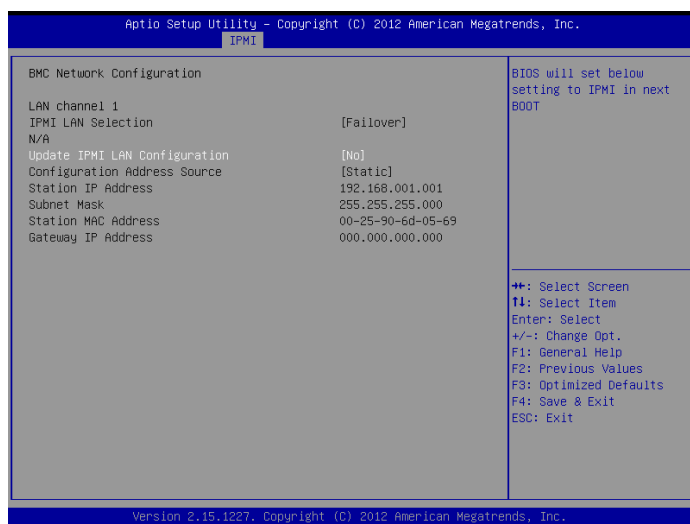 Aptio Setup Utility – Copyright (C) 2012 American Megatrends, Inc.
IPMI
BMC Network Configuration
LAN channel 1
IPMI LAN Selection [Failover]
N/A
Update IPMI LAN Configuration [No]
Configuration Address Source [Static]
Station IP Address 192.168.001.001
Subnet Mask 255.255.255.000
Station MAC Address 00-25-90-6d-05-69
Gateway IP Address 000.000.000.000
BIOS will set below
setting to IPMI in next
BOOT
→←: Select Screen
↑↓: Select Item
Enter: Select
+/-: Change Opt.
F1: General Help
F2: Previous Values
F3: Optimized Defaults
F4: Save & Exit
ESC: Exit
Version 2.15.1227. Copyright (C) 2012 American Megatrends, Inc.